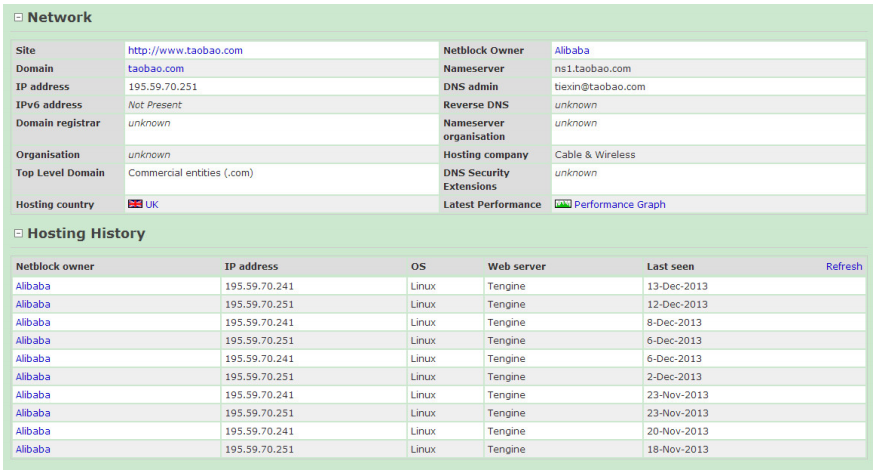 Network
Site http://www.taobao.com Netblock Owner Alibaba
Domain taobao.com Nameserver ns1.taobao.com
IP address 195.59.70.251 DNS admin tiexin@taobao.com
IPv6 address Not Present Reverse DNS unknown
Domain registrar unknown Nameserver organisation unknown
Organisation unknown Hosting company Cable & Wireless
Top Level Domain Commercial entities (.com) DNS Security Extensions unknown
Hosting country UK Latest Performance Performance Graph
Hosting History
Netblock owner IP address OS Web server Last seen Refresh
Alibaba 195.59.70.241 Linux Tengine 13-Dec-2013
Alibaba 195.59.70.251 Linux Tengine 12-Dec-2013
Alibaba 195.59.70.241 Linux Tengine 8-Dec-2013
Alibaba 195.59.70.251 Linux Tengine 6-Dec-2013
Alibaba 195.59.70.241 Linux Tengine 6-Dec-2013
Alibaba 195.59.70.251 Linux Tengine 2-Dec-2013
Alibaba 195.59.70.241 Linux Tengine 23-Nov-2013
Alibaba 195.59.70.251 Linux Tengine 23-Nov-2013
Alibaba 195.59.70.241 Linux Tengine 20-Nov-2013
Alibaba 195.59.70.251 Linux Tengine 18-Nov-2013